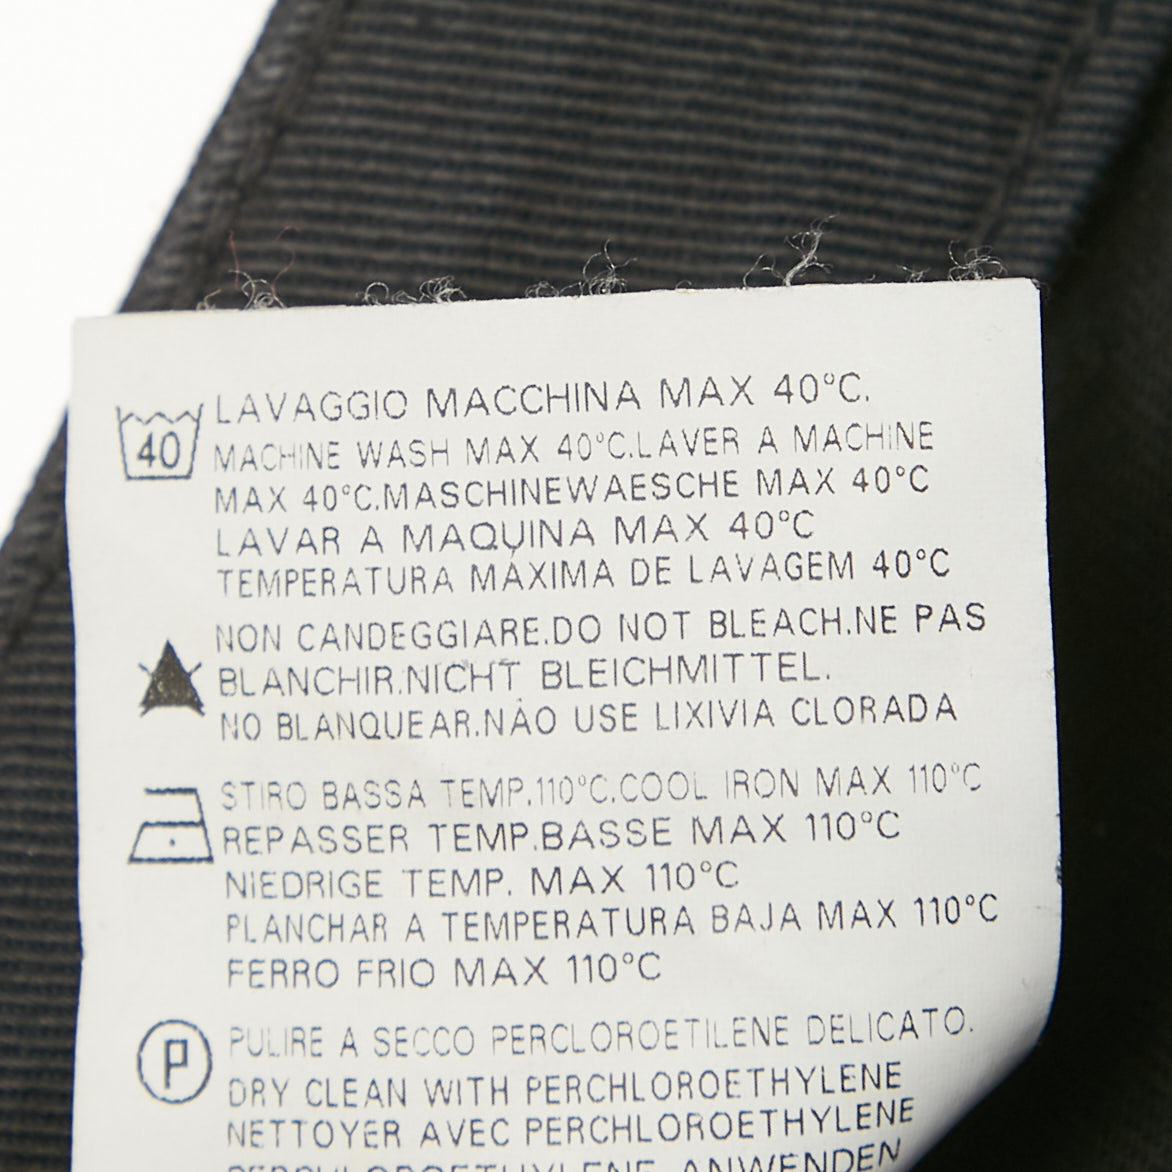 LAVAGGIO MACCHINA MAX 40°C.
40
MACHINE WASH MAX 40°C.LAVER A MACHINE
MAX 40°C.MASCHINEWAESCHE MAX 40°C
LAVAR A MAQUINA MAX 40°C
TEMPERATURA MÁXIMA DE LAVAGEM 40°C
NON CANDEGGIARE.DO NOT BLEACH.NE PAS
BLANCHIR.NICHT BLEICHMITTEL.
NO BLANQUEAR.NÀO USE LIXIVIA CLORADA
STIRO BASSA TEMP.110°C.COOL IRON MAX 110°C
REPASSER TEMP.BASSE MAX 110°C
NIEDRIGE TEMP. MAX 110°C
PLANCHAR A TEMPERATURA BAJA MAX 110°C
FERRO FRIO MAX 110°C
P
PULIRE A SECCO PERCLOROETILENE DELICATO.
DRY CLEAN WITH PERCHLOROETHYLENE
NETTOYER AVEC PERCHLOROETHYLENE
PERCHLOROETHYLENE ANWENDEN